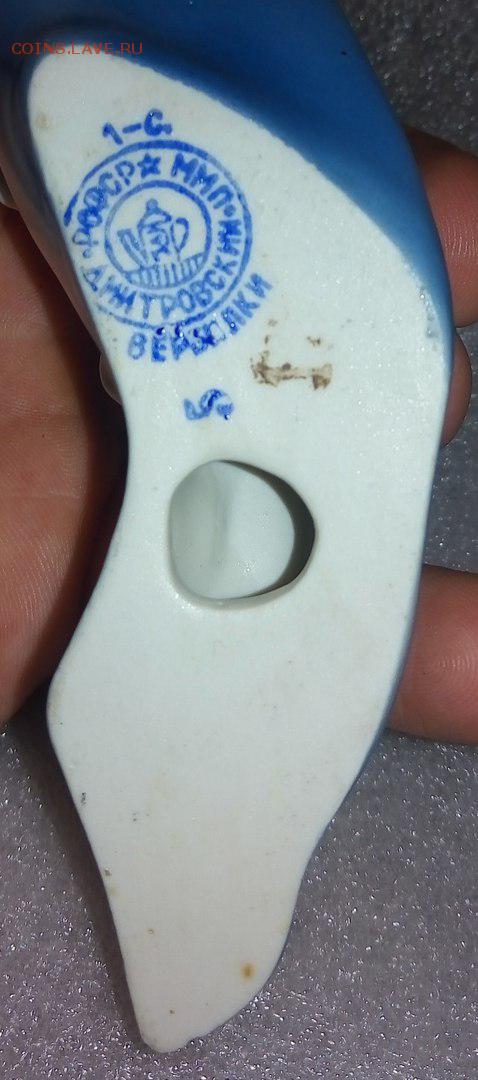 COINS.LAVE.RU
1-С.
РСФСР ★ ММП
ДМИТРОВСКИЙ
ВЕРБИЛКИ